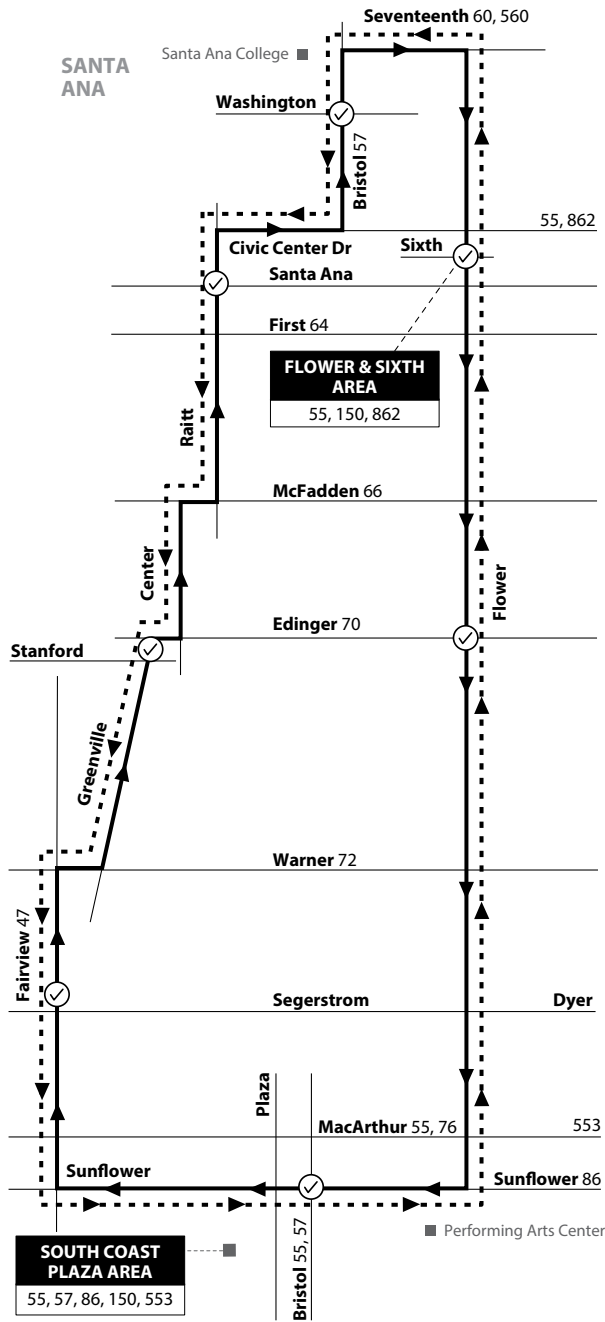 Seventeenth 60, 560
Santa Ana College
SANTA
ANA
Washington
Bristol 57
55, 862
Civic Center Dr
Sixth
Santa Ana
First 64
FLOWER & SIXTH
AREA
55, 150, 862
Raitt
McFadden 66
Center
Flower
Edinger 70
Stanford
Greenville
Warner 72
Fairview 47
Segerstrom
Dyer
Plaza
MacArthur 55, 76
553
Sunflower
Sunflower 86
Performing Arts Center
SOUTH COAST
PLAZA AREA
55, 57, 86, 150, 553
Bristol 55, 57